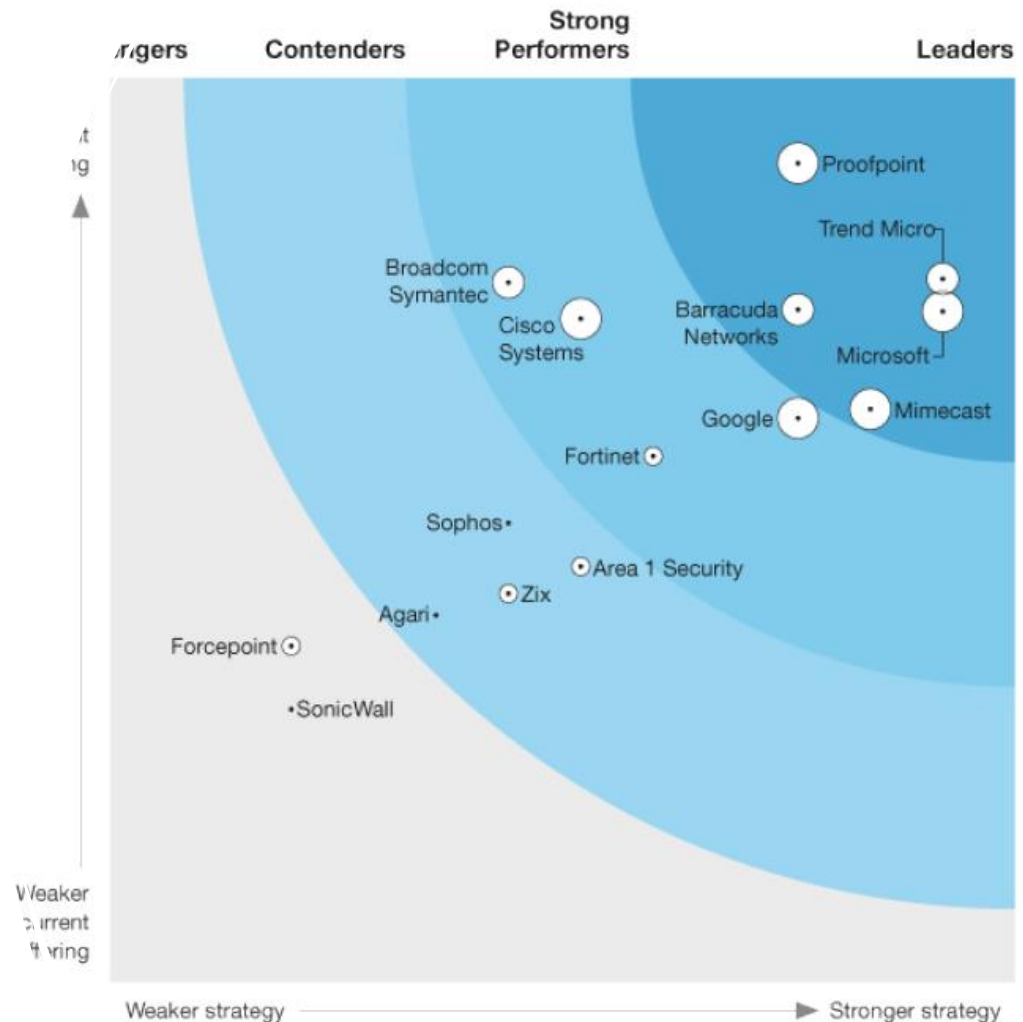 Strong
Contenders
Performers
Leaders
Proofpoint
Trend Micro
Broadcom
Symantec
Cisco
Systems
Barracuda
Networks
Microsoft
Google
Mimecast
Fortinet
Sophos
Area 1 Security
Zix
Agari
Forcepoint
SonicWall
Weaker
Weaker strategy
Stronger strategy